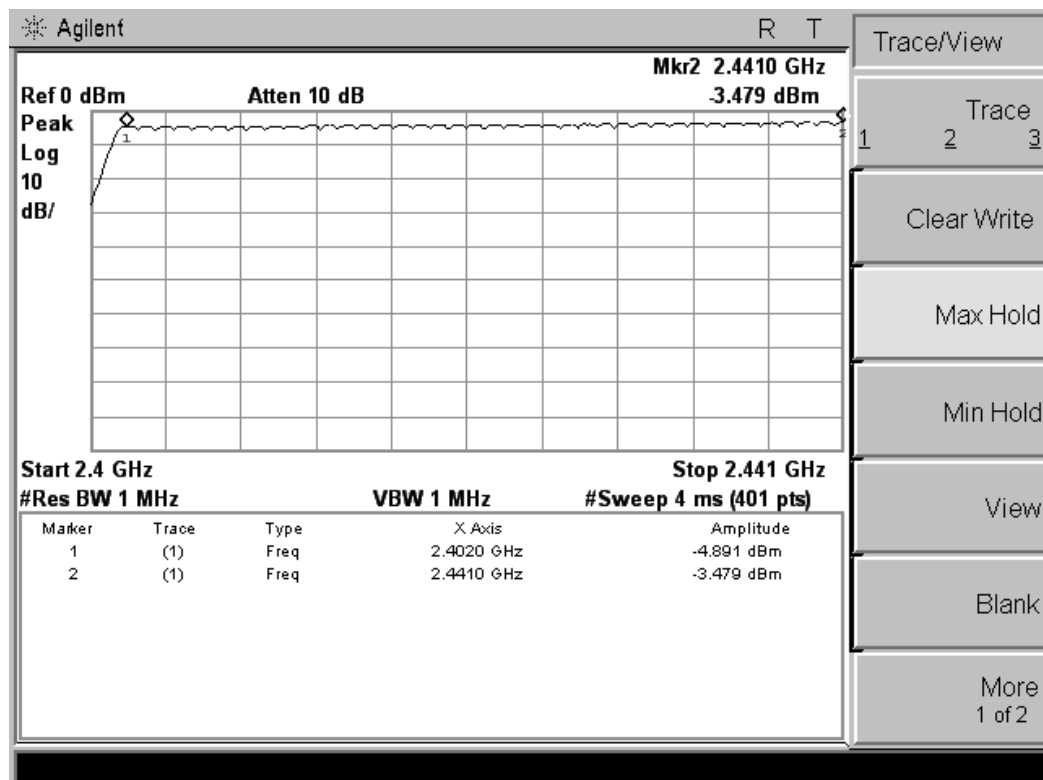 Agilent R T
Mkr2 2.4410 GHz
Ref 0 dBm Atten 10 dB -3.479 dBm
Peak
Log
10
dB/
1
2
Start 2.4 GHz Stop 2.441 GHz
#Res BW 1 MHz VBW 1 MHz #Sweep 4 ms (401 pts)
Marker Trace Type X Axis Amplitude
1 (1) Freq 2.4020 GHz -4.891 dBm
2 (1) Freq 2.4410 GHz -3.479 dBm
Trace/View
Trace
1 2 3
Clear Write
Max Hold
Min Hold
View
Blank
More
1 of 2